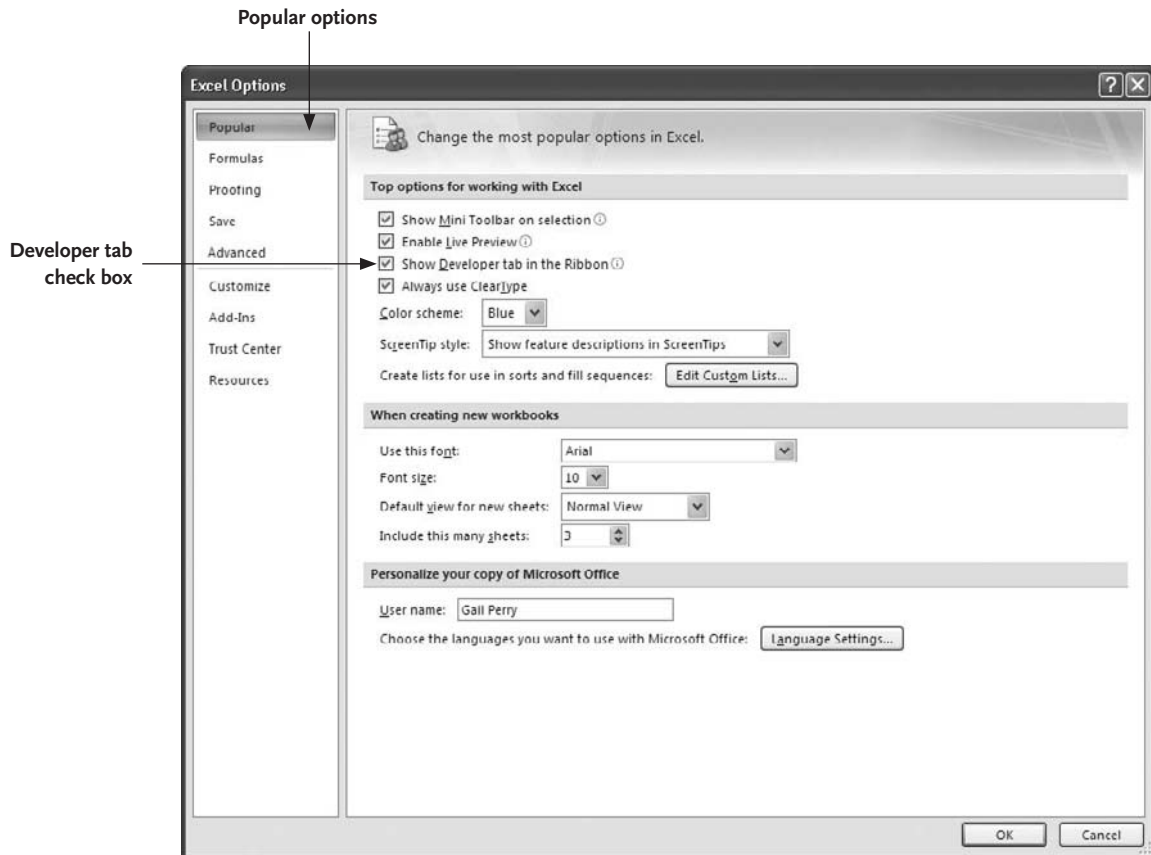 Popular options
Excel Options
Popular
Formulas
Proofing
Save
Advanced
Customize
Add-Ins
Trust Center
Resources
Developer tab
check box
Change the most popular options in Excel.
Top options for working with Excel
Show Mini Toolbar on selection
Enable Live Preview
Show Developer tab in the Ribbon
Always use ClearType
Color scheme: Blue
ScreenTip style: Show feature descriptions in ScreenTips
Create lists for use in sorts and fill sequences: Edit Custom Lists...
When creating new workbooks
Use this font: Arial
Font size: 10
Default view for new sheets: Normal View
Include this many sheets: 3
Personalize your copy of Microsoft Office
User name: Gail Perry
Choose the languages you want to use with Microsoft Office: Language Settings...
OK Cancel